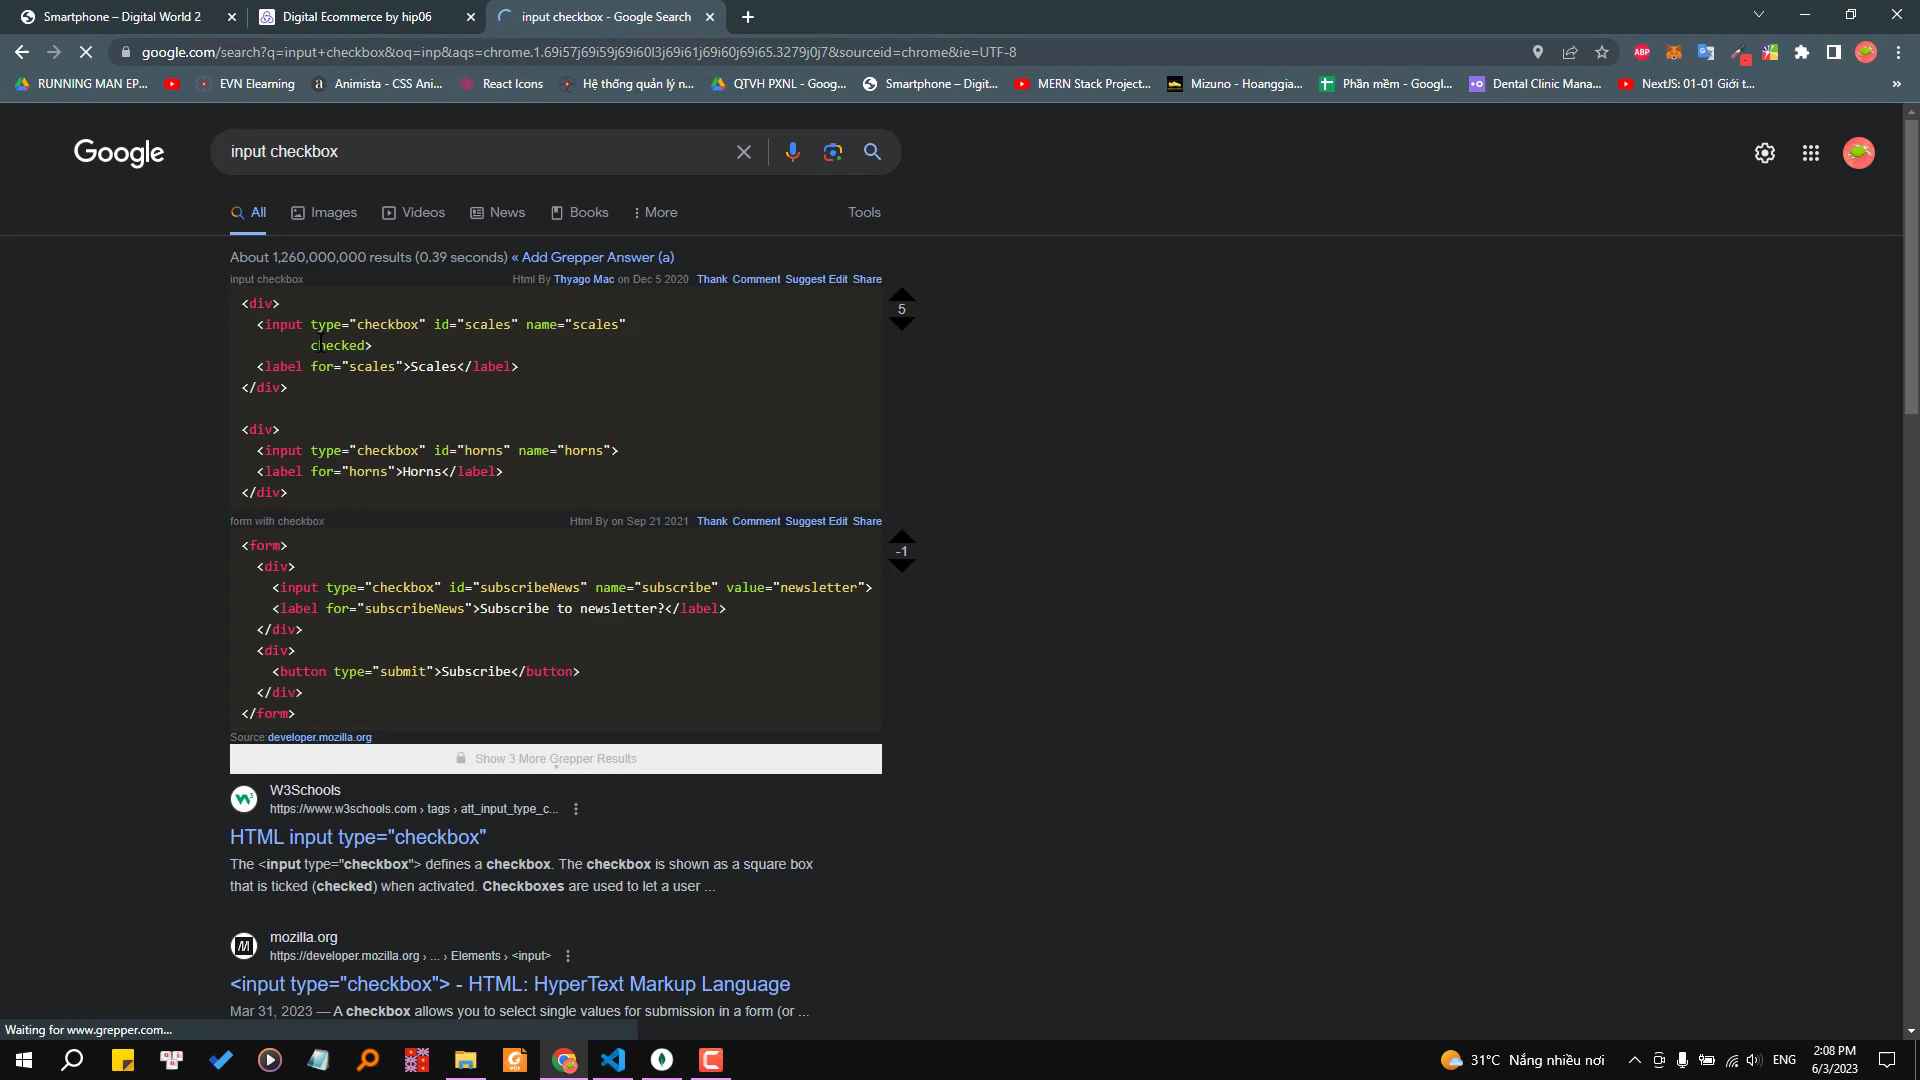 Smartphone – Digital World 2
Digital Ecommerce by hip06
input checkbox - Google Search
google.com/search?q=input+checkbox&oq=inp&aqs=chrome.1.69i57j69i59j69i60l3j69i61j69i60j69i65.3279j0j7&sourceid=chrome&ie=UTF-8
ABP
RUNNING MAN EP...
EVN Elearning
Animista - CSS Ani...
React Icons
Hệ thống quản lý n...
QTVH PXNL - Goog...
Smartphone – Digit...
MERN Stack Project...
Mizuno - Hoanggia...
Phần mềm - Googl...
Dental Clinic Mana...
NextJS: 01-01 Giới t...
»
Google
input checkbox
All
Images
Videos
News
Books
More
Tools
About 1,260,000,000 results (0.39 seconds) « Add Grepper Answer (a)
input checkbox
Html By Thyago Mac on Dec 5 2020 Thank Comment Suggest Edit Share
<div>
<input type="checkbox" id="scales" name="scales"
checked>
<label for="scales">Scales</label>
</div>
5
<div>
<input type="checkbox" id="horns" name="horns">
<label for="horns">Horns</label>
</div>
form with checkbox
Html By on Sep 21 2021 Thank Comment Suggest Edit Share
<form>
<div>
<input type="checkbox" id="subscribeNews" name="subscribe" value="newsletter">
<label for="subscribeNews">Subscribe to newsletter?</label>
</div>
<div>
<button type="submit">Subscribe</button>
</div>
</form>
-1
Source:developer.mozilla.org
Show 3 More Grepper Results
W3Schools
https://www.w3schools.com › tags › att_input_type_c...
HTML input type="checkbox"
The <input type="checkbox"> defines a checkbox. The checkbox is shown as a square box
that is ticked (checked) when activated. Checkboxes are used to let a user ...
mozilla.org
https://developer.mozilla.org › ... › Elements › <input>
<input type="checkbox"> - HTML: HyperText Markup Language
Mar 31, 2023 — A checkbox allows you to select single values for submission in a form (or ...
Waiting for www.grepper.com...
31°C Nắng nhiều nơi
ENG
2:08 PM
6/3/2023